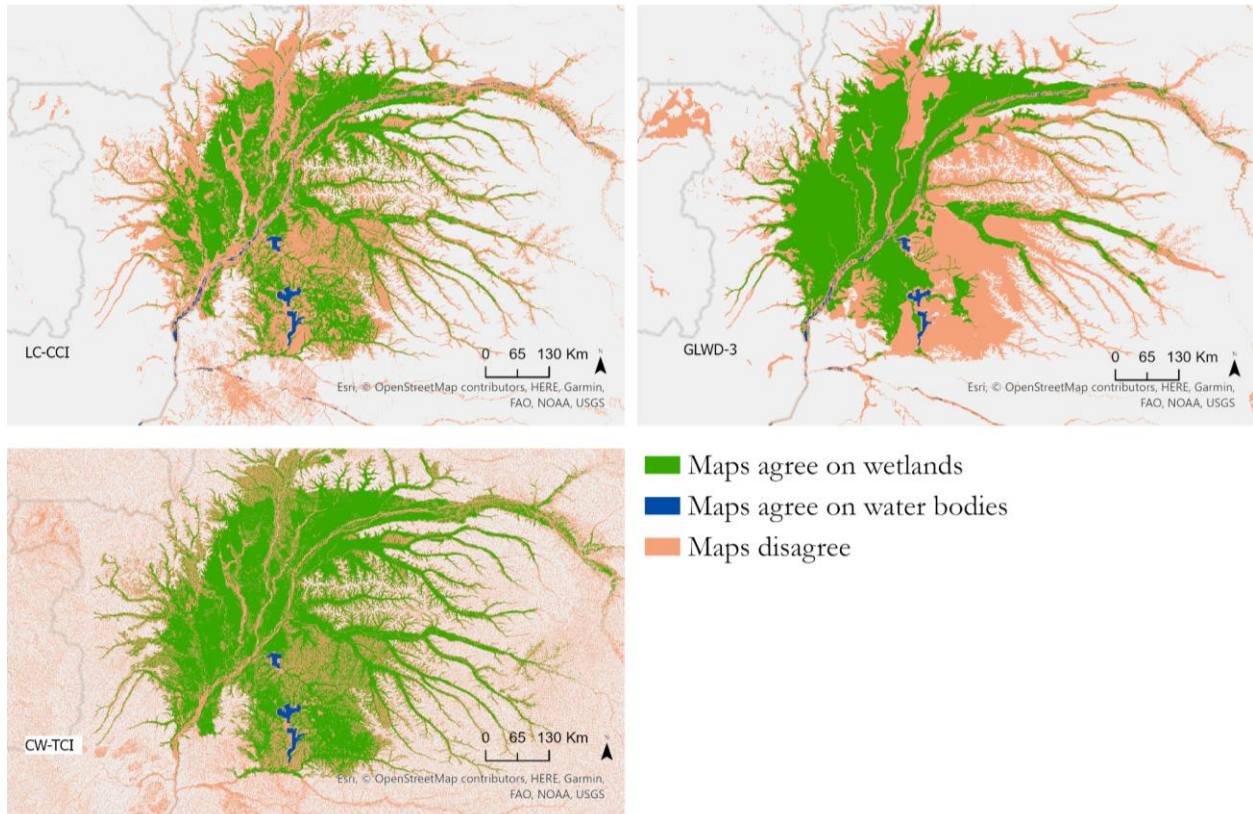 LC-CCI
0 65 130 Km
N
Esri, © OpenStreetMap contributors, HERE, Garmin,
FAO, NOAA, USGS
GLWD-3
0 65 130 Km
N
Esri, © OpenStreetMap contributors, HERE, Garmin,
FAO, NOAA, USGS
CW-TCI
0 65 130 Km
N
Esri, © OpenStreetMap contributors, HERE, Garmin,
FAO, NOAA, USGS
Maps agree on wetlands
Maps agree on water bodies
Maps disagree